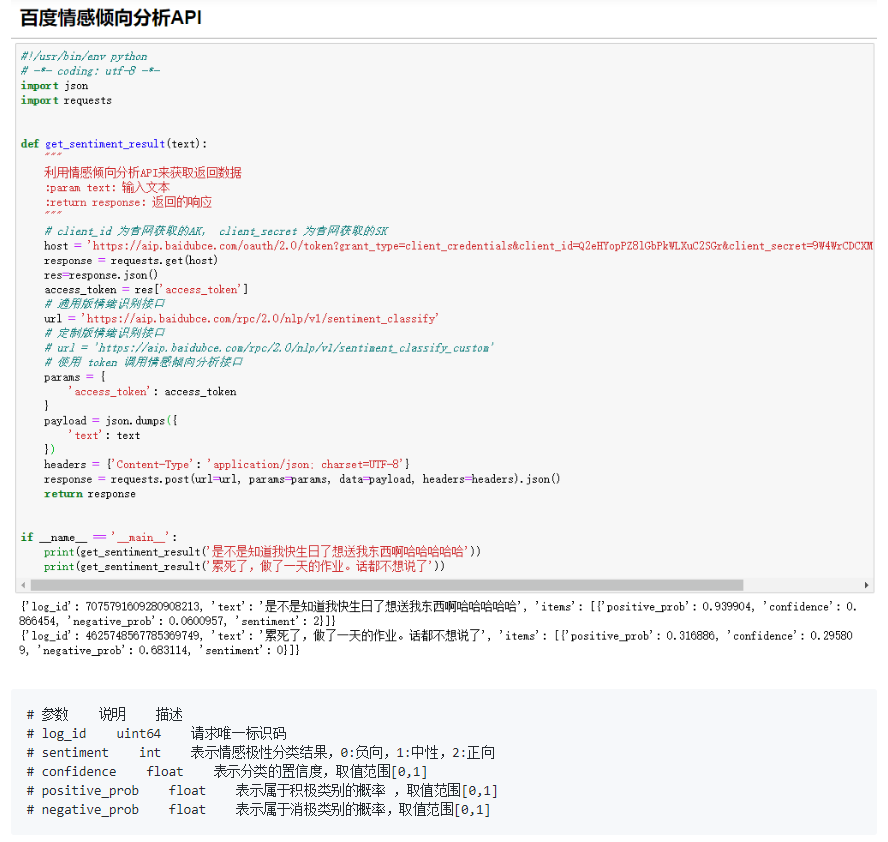 百度情感倾向分析API
#!/usr/bin/env python
# -*- coding: utf-8 -*-
import json
import requests
def get_sentiment_result(text):
"""
利用情感倾向分析API来获取返回数据
:param text: 输入文本
:return response: 返回的响应
"""
# client_id 为官网获取的AK， client_secret 为官网获取的SK
host = 'https://aip.baidubce.com/oauth/2.0/token?grant_type=client_credentials&client_id=Q2eHYopPZ8lGbPkWLXuC2SGr&client_secret=9W4WrCDCXM
response = requests.get(host)
res=response.json()
access_token = res['access_token']
# 通用版情绪识别接口
url = 'https://aip.baidubce.com/rpc/2.0/nlp/v1/sentiment_classify'
# 定制版情绪识别接口
# url = 'https://aip.baidubce.com/rpc/2.0/nlp/v1/sentiment_classify_custom'
# 使用 token 调用情感倾向分析接口
params = {
'access_token': access_token
}
payload = json.dumps({
'text': text
})
headers = {'Content-Type': 'application/json; charset=UTF-8'}
response = requests.post(url=url, params=params, data=payload, headers=headers).json()
return response
if __name__ == '__main__':
print(get_sentiment_result('是不是知道我快生日了想送我东西啊哈哈哈哈哈'))
print(get_sentiment_result('累死了，做了一天的作业。话都不想说了'))
{'log_id': 7075791609280908213, 'text': '是不是知道我快生日了想送我东西啊哈哈哈哈哈', 'items': [{'positive_prob': 0.939904, 'confidence': 0.
866454, 'negative_prob': 0.0600957, 'sentiment': 2}]}
{'log_id': 4625748567785369749, 'text': '累死了，做了一天的作业。话都不想说了', 'items': [{'positive_prob': 0.316886, 'confidence': 0.29580
9, 'negative_prob': 0.683114, 'sentiment': 0}]}
# 参数 说明 描述
# log_id uint64 请求唯一标识码
# sentiment int 表示情感极性分类结果，0:负向，1:中性，2:正向
# confidence float 表示分类的置信度，取值范围[0,1]
# positive_prob float 表示属于积极类别的概率 ，取值范围[0,1]
# negative_prob float 表示属于消极类别的概率，取值范围[0,1]